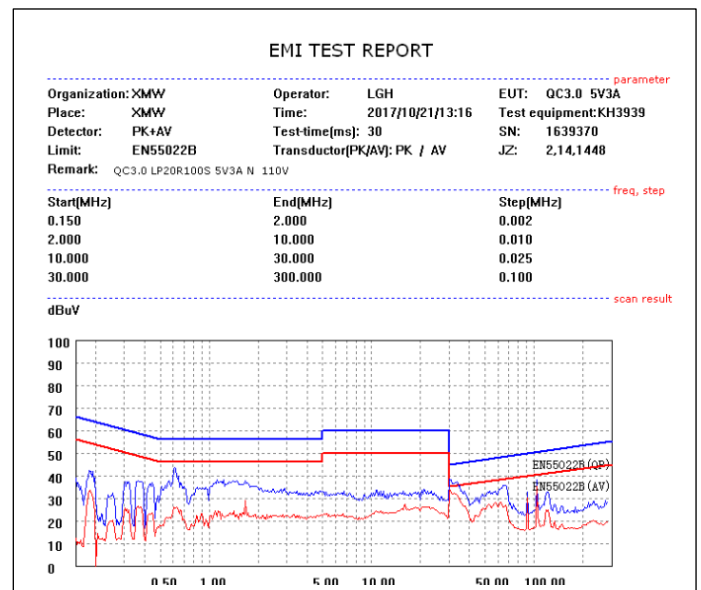 EMI TEST REPORT
parameter
Organization: XMW Operator: LGH EUT: QC3.0 5V3A
Place: XMW Time: 2017/10/21/13:16 Test equipment:KH3939
Detector: PK+AV Test-time(ms): 30 SN: 1639370
Limit: EN55022B Transductor(PK/AV): PK / AV JZ: 2,14,1448
Remark: QC3.0 LP20R100S 5V3A N 110V
freq, step
Start(MHz) End(MHz) Step(MHz)
0.150 2.000 0.002
2.000 10.000 0.010
10.000 30.000 0.025
30.000 300.000 0.100
scan result
dBuV
100
90
80
70
60
50
40
30
20
10
0
EN55022B(QP)
EN55022B(AV)
0.50 1.00 5.00 10.00 50.00 100.00